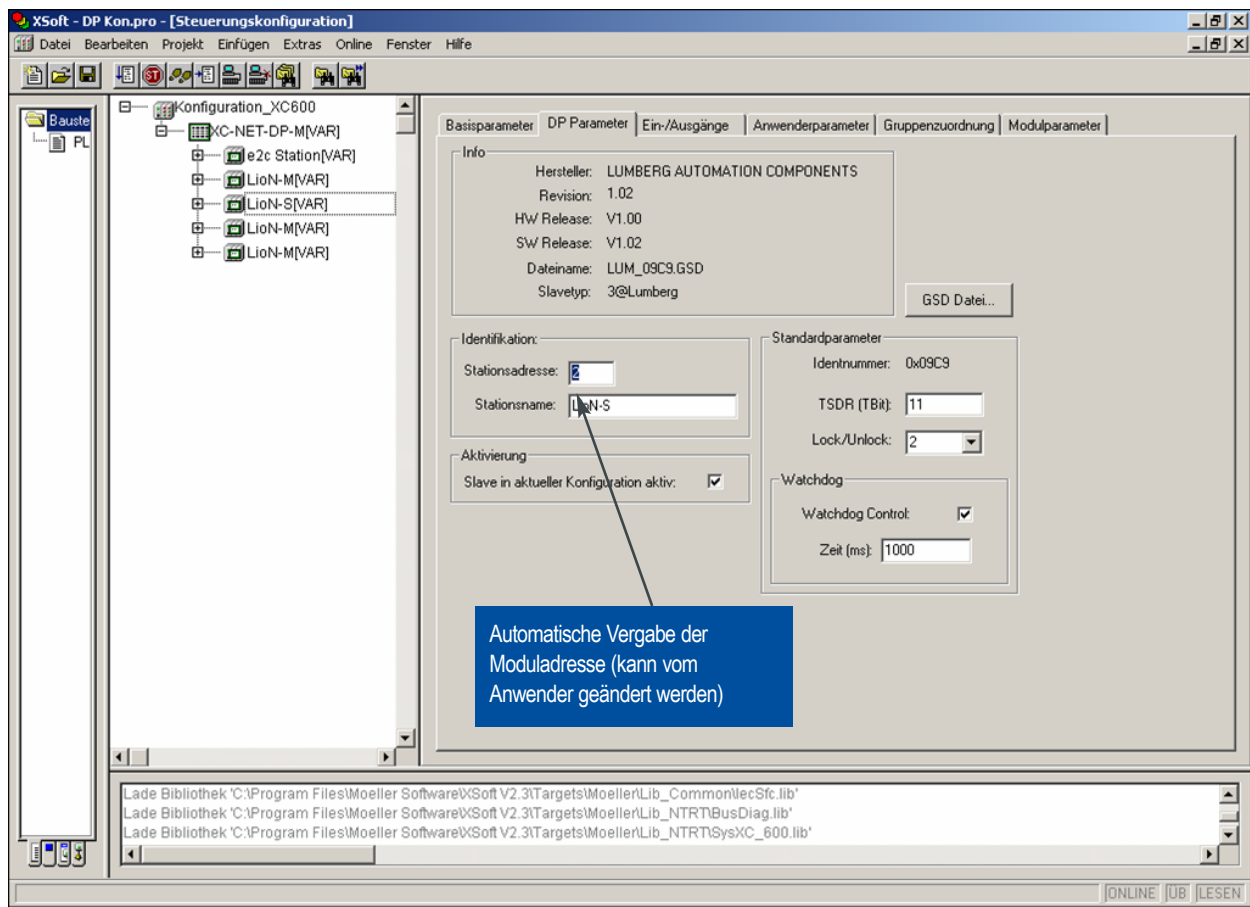 XSoft - DP Kon.pro - [Steuerungskonfiguration]
Datei Bearbeiten Projekt Einfügen Extras Online Fenster Hilfe
Bauste
PL
Konfiguration_XC600
XC-NET-DP-M[VAR]
e2c Station[VAR]
LioN-M[VAR]
LioN-S[VAR]
LioN-M[VAR]
LioN-M[VAR]
Basisparameter DP Parameter Ein-/Ausgänge Anwenderparameter Gruppenzuordnung Modulparameter
Info
Hersteller: LUMBERG AUTOMATION COMPONENTS
Revision: 1.02
HW Release: V1.00
SW Release: V1.02
Dateiname: LUM_09C9.GSD
Slavetyp: 3@Lumberg
GSD Datei...
Identifikation:
Stationsadresse: 2
Stationsname: LioN-S
Aktivierung
Slave in aktueller Konfiguration aktiv:
Standardparameter
Identnummer: 0x09C9
TSDR (TBit): 11
Lock/Unlock: 2
Watchdog
Watchdog Control:
Zeit (ms): 1000
Automatische Vergabe der
Moduladresse (kann vom
Anwender geändert werden)
Lade Bibliothek 'C:\Program Files\Moeller Software\XSoft V2.3\Targets\Moeller\Lib_Common\IecSfc.lib'
Lade Bibliothek 'C:\Program Files\Moeller Software\XSoft V2.3\Targets\Moeller\Lib_NTRT\BusDiag.lib'
Lade Bibliothek 'C:\Program Files\Moeller Software\XSoft V2.3\Targets\Moeller\Lib_NTRT\SysXC_600.lib'
ONLINE ÜB LESEN